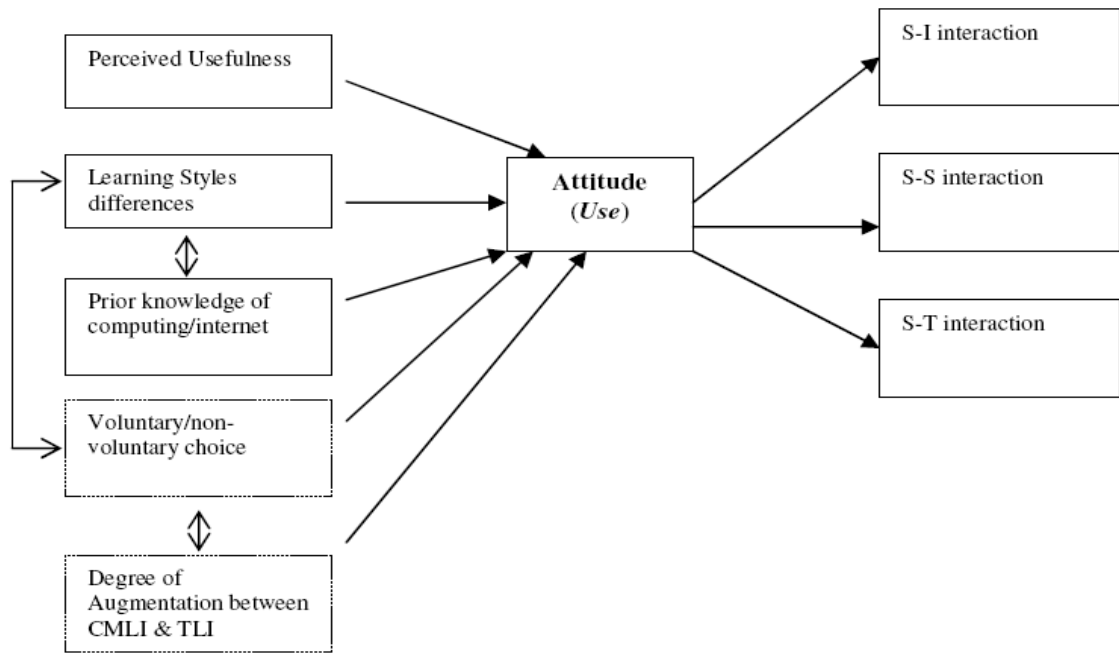 Perceived Usefulness
Learning Styles
differences
Prior knowledge of
computing/internet
Voluntary/non-
voluntary choice
Degree of
Augmentation between
CMLI & TLI
Attitude
(Use)
S-I interaction
S-S interaction
S-T interaction